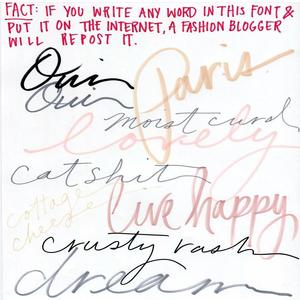 FACT: IF YOU WRITE ANY WORD IN THIS FONT &
PUT IT ON THE INTERNET, A FASHION BLOGGER
WILL REPOST IT.
Oui
Paris
Oui
moist curd
lovely
catshit
cottage
cheese
live happy
crusty rash
dream